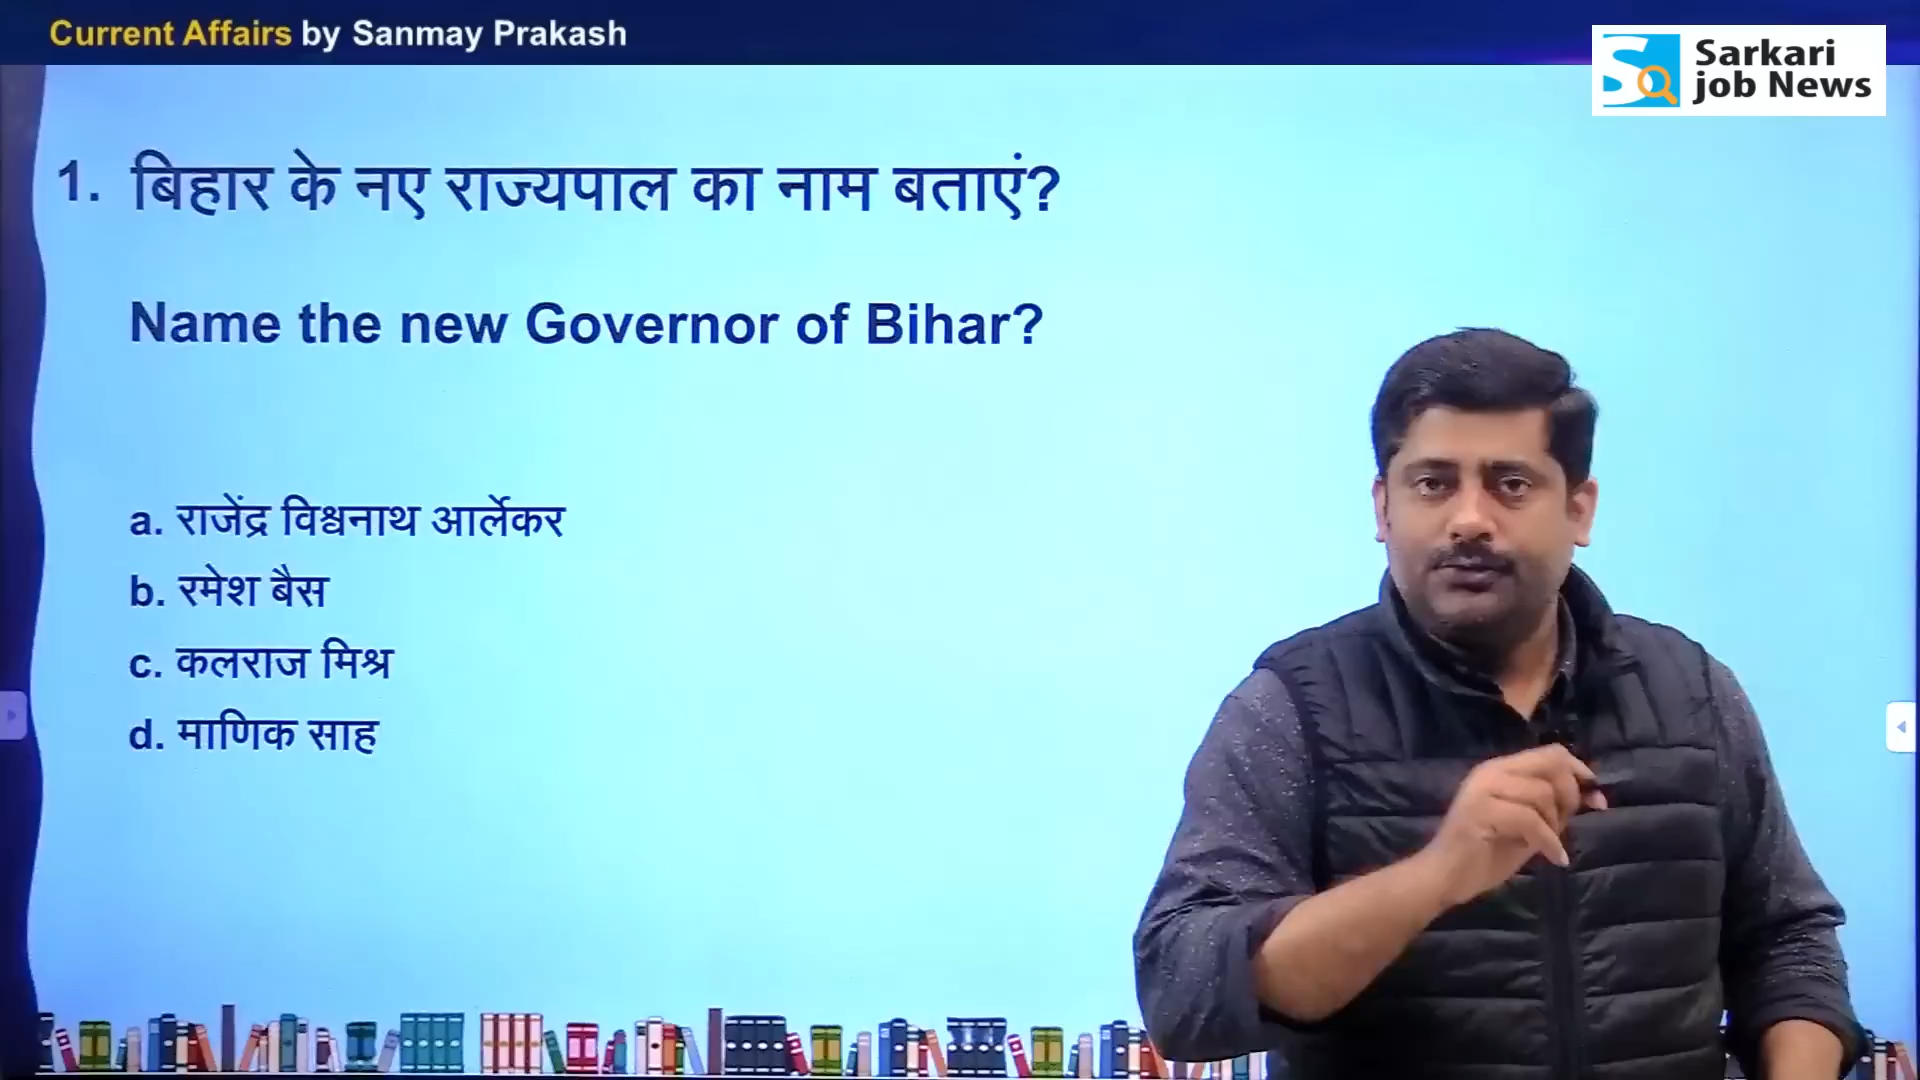 Current Affairs by Sanmay Prakash
Sarkari
job News
1. बिहार के नए राज्यपाल का नाम बताएं?
Name the new Governor of Bihar?
a. राजेंद्र विश्वनाथ आर्लेकर
b. रमेश बैस
c. कलराज मिश्र
d. माणिक साह